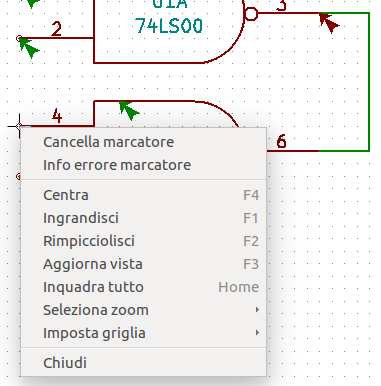 U1A
74LS00
2
3
4
6
Cancella marcatore
Info errore marcatore
Centra F4
Ingrandisci F1
Rimpicciolisci F2
Aggiorna vista F3
Inquadra tutto Home
Seleziona zoom
Imposta griglia
Chiudi